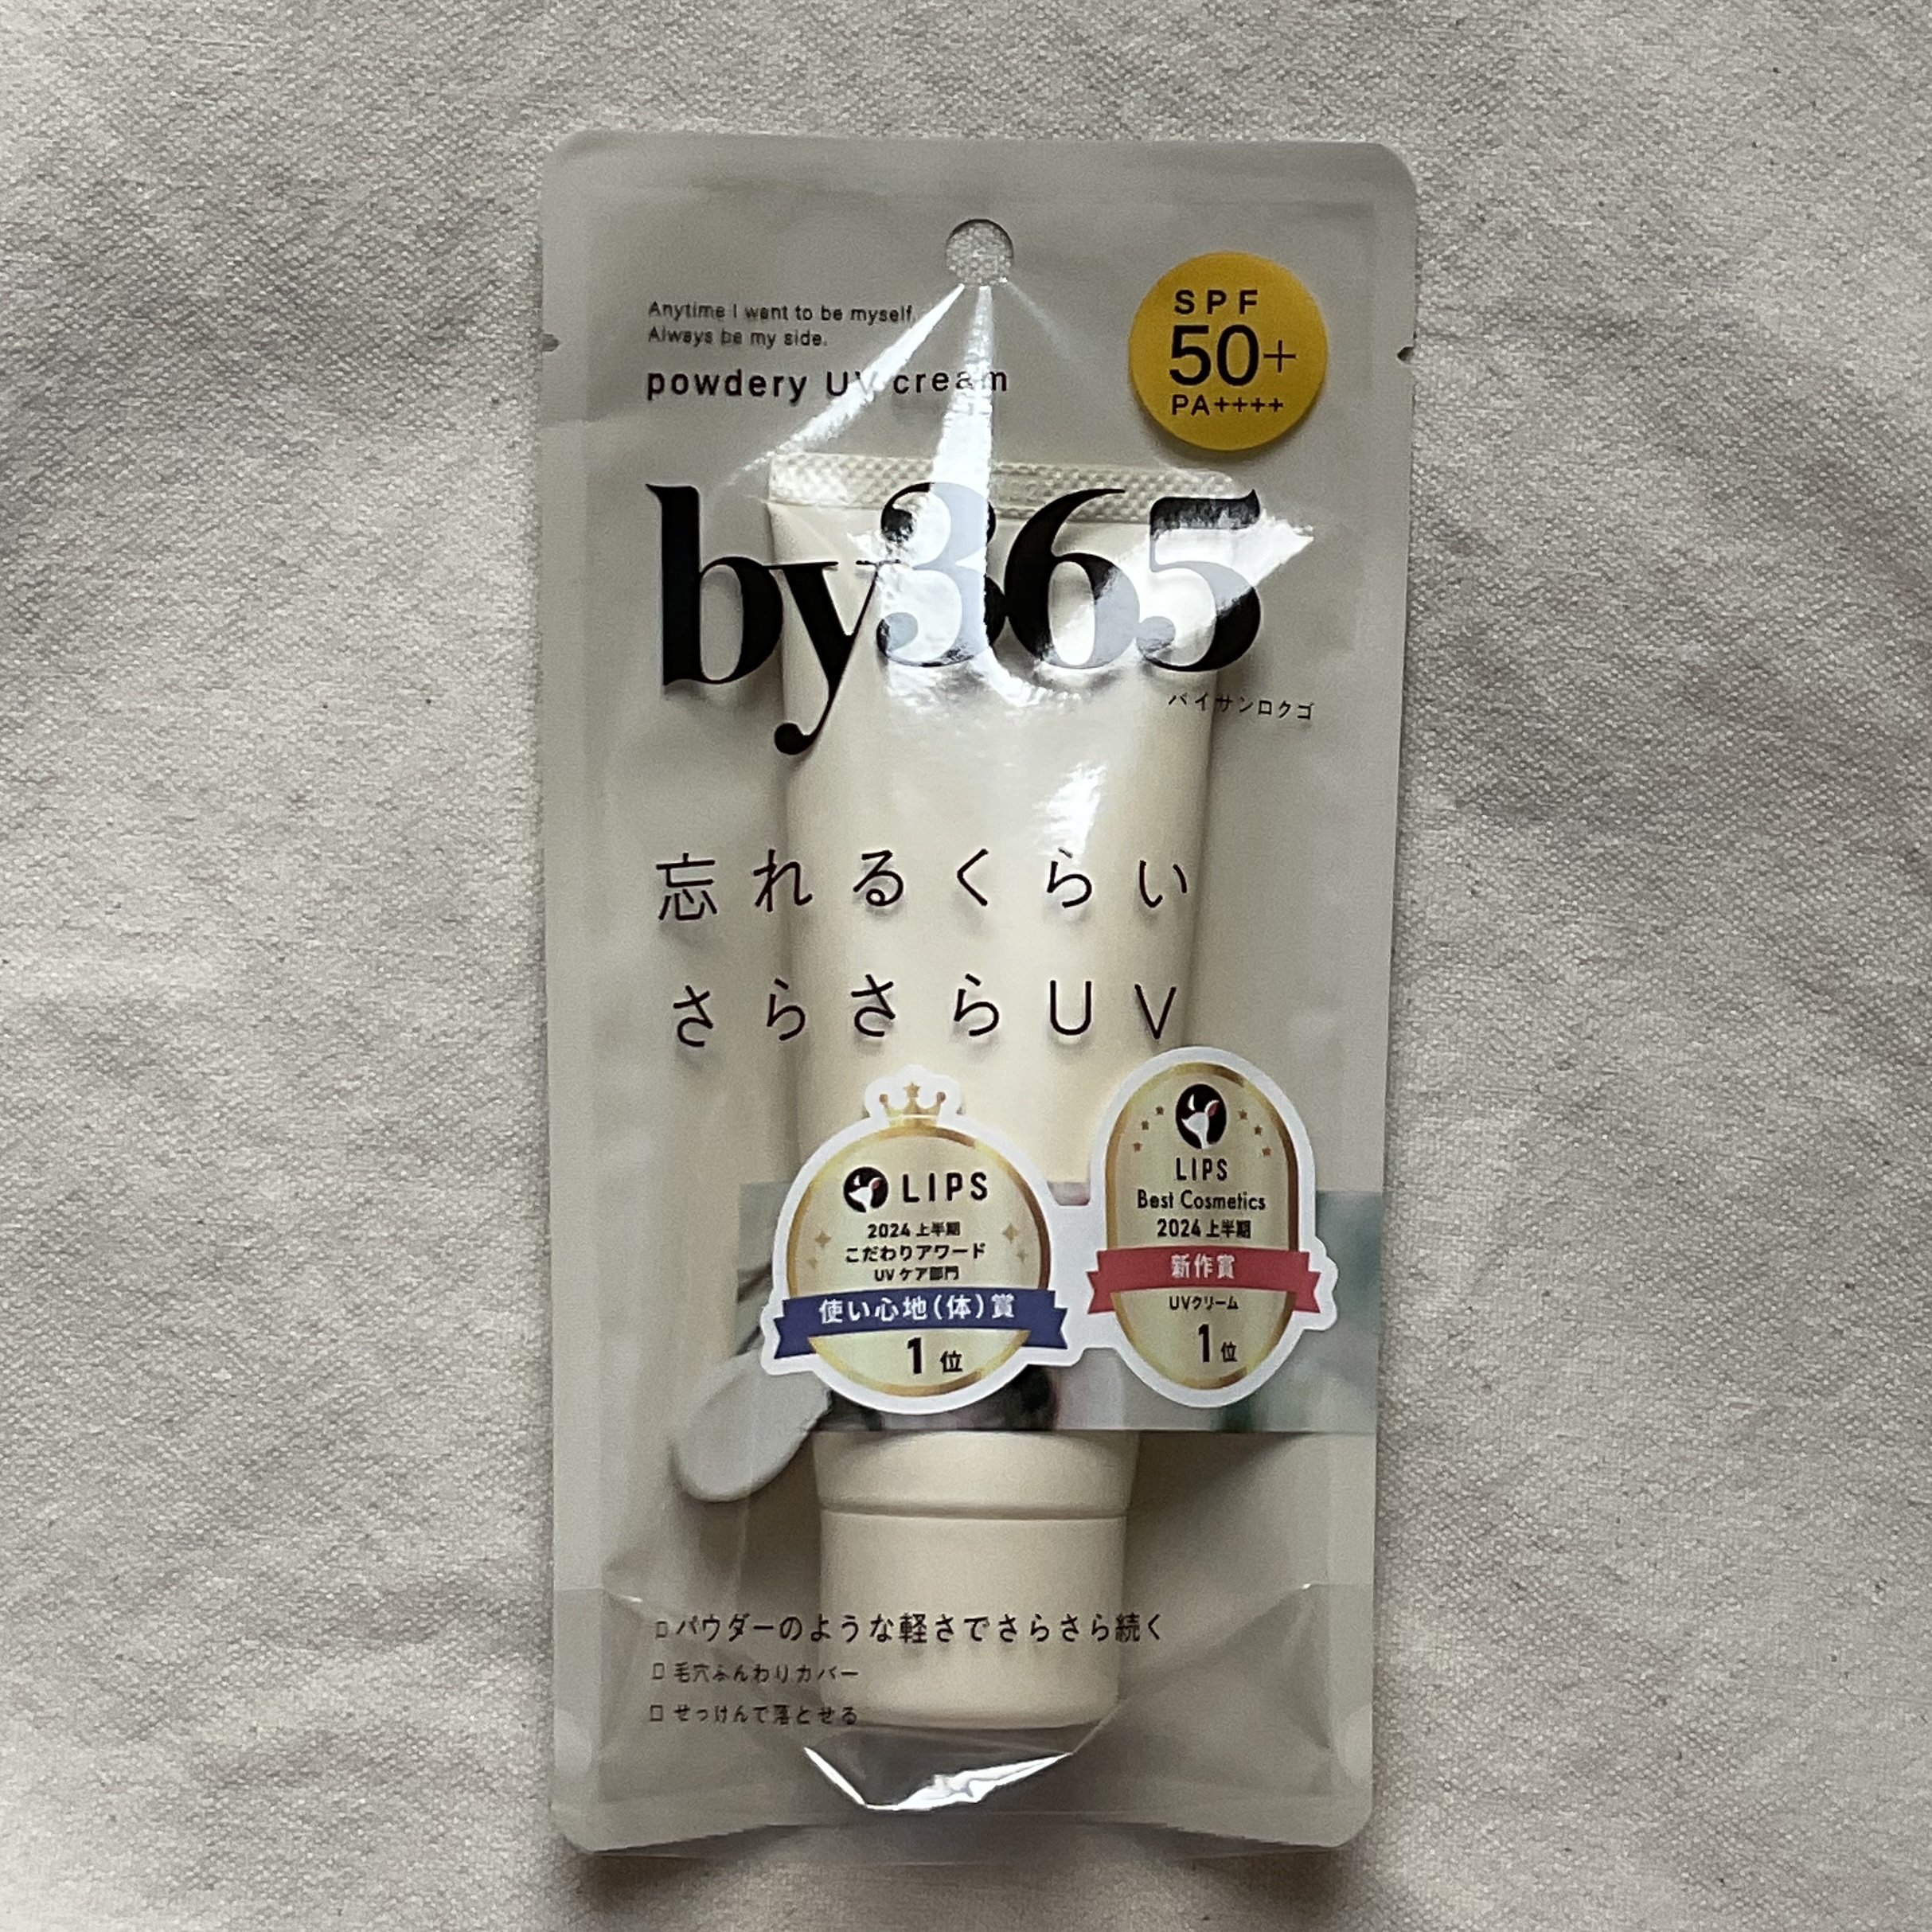 Anytime I want to be myself.
Always be my side.
powdery UV cream
SPF
50+
PA++++
by365
バイサンロクゴ
忘れるくらい
さらさらUV
LIPS
2024 上半期
こだわりアワード
UV ケア部門
使い心地(体)賞
1 位
LIPS
Best Cosmetics
2024 上半期
新作賞
UVクリーム
1 位
□ パウダーのような軽さでさらさら続く
□ 毛穴ふんわりカバー
□ せっけんで落とせる